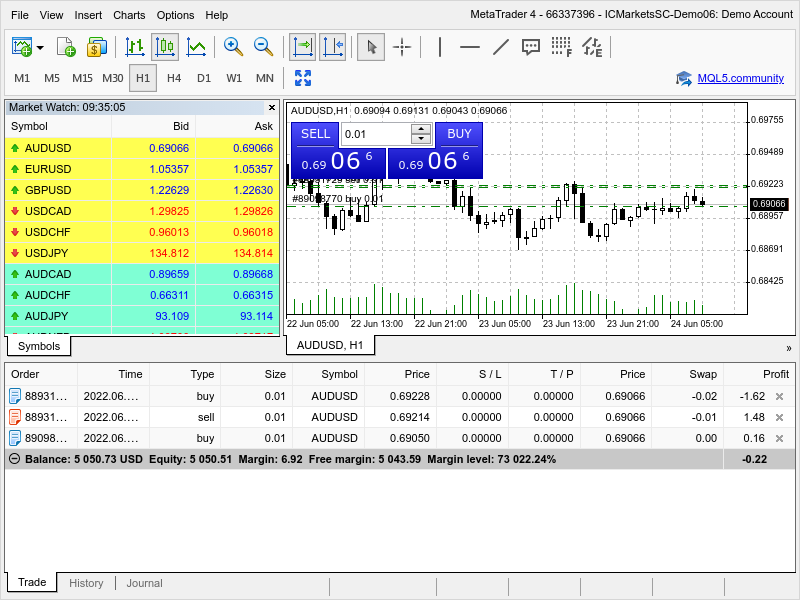 File View Insert Charts Options Help
MetaTrader 4 - 66337396 - ICMarketsSC-Demo06: Demo Account
M1 M5 M15 M30 H1 H4 D1 W1 MN
MQL5.community
Market Watch: 09:35:05
Symbol Bid Ask
AUDUSD 0.69066 0.69066
EURUSD 1.05357 1.05357
GBPUSD 1.22629 1.22630
USDCAD 1.29825 1.29826
USDCHF 0.96013 0.96018
USDJPY 134.812 134.814
AUDCAD 0.89659 0.89668
AUDCHF 0.66311 0.66315
AUDJPY 93.109 93.114
Symbols
AUDUSD,H1 0.69094 0.69131 0.69043 0.69066
SELL 0.01 BUY
0.69 06 6 0.69 06 6
buy 0.01
0.69755
0.69489
0.69223
0.69066
0.68957
0.68691
0.68425
22 Jun 05:00 22 Jun 13:00 22 Jun 21:00 23 Jun 05:00 23 Jun 13:00 23 Jun 21:00 24 Jun 05:00
AUDUSD, H1
»
Order Time Type Size Symbol Price S / L T / P Price Swap Profit
88931... 2022.06.... buy 0.01 AUDUSD 0.69228 0.00000 0.00000 0.69066 -0.02 -1.62
88931... 2022.06.... sell 0.01 AUDUSD 0.69214 0.00000 0.00000 0.69066 -0.01 1.48
89098... 2022.06.... buy 0.01 AUDUSD 0.69050 0.00000 0.00000 0.69066 0.00 0.16
Balance: 5 050.73 USD Equity: 5 050.51 Margin: 6.92 Free margin: 5 043.59 Margin level: 73 022.24% -0.22
Trade History Journal